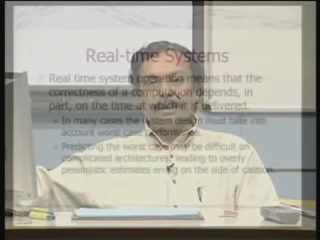 Real-time Systems
Real time system operation means that the
correctness of a computation depends, in
part, on the time at which it is delivered.
In many cases the system design must take into
account worst case performance.
Predicting the worst case may be difficult on
complicated architectures, leading to overly
pessimistic estimates erring on the side of caution.